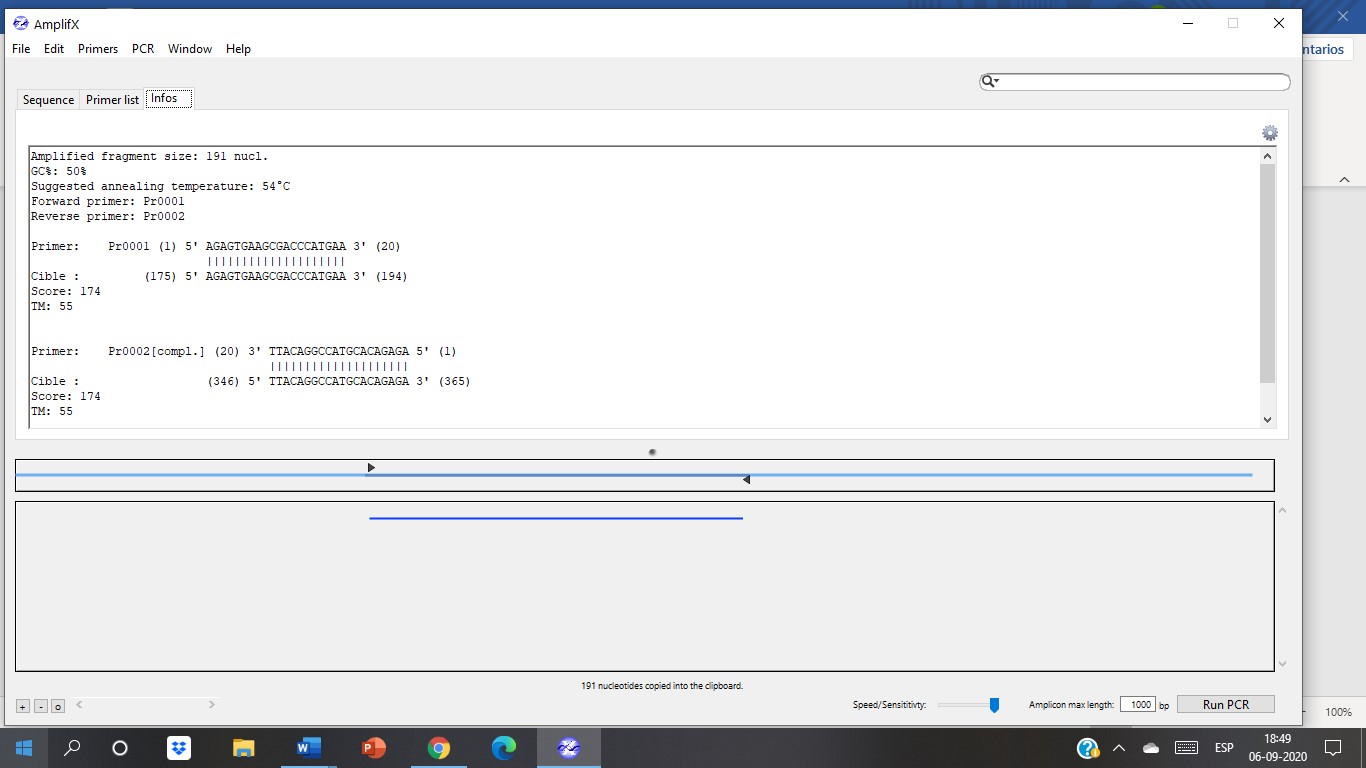 AmplifX
File Edit Primers PCR Window Help
ntarios
Sequence Primer list Infos
Amplified fragment size: 191 nucl.
GC%: 50%
Suggested annealing temperature: 54°C
Forward primer: Pr0001
Reverse primer: Pr0002
Primer: Pr0001 (1) 5' AGAGTGAAGCGACCCATGAA 3' (20)
||||||||||||||||||||
Cible : (175) 5' AGAGTGAAGCGACCCATGAA 3' (194)
Score: 174
TM: 55
Primer: Pr0002[compl.] (20) 3' TTACAGGCCATGCACAGAGA 5' (1)
||||||||||||||||||||
Cible : (346) 5' TTACAGGCCATGCACAGAGA 3' (365)
Score: 174
TM: 55
191 nucleotides copied into the clipboard.
+ - o
Speed/Sensititivty: Amplicon max length: 1000 bp Run PCR
100%
ESP
18:49
06-09-2020